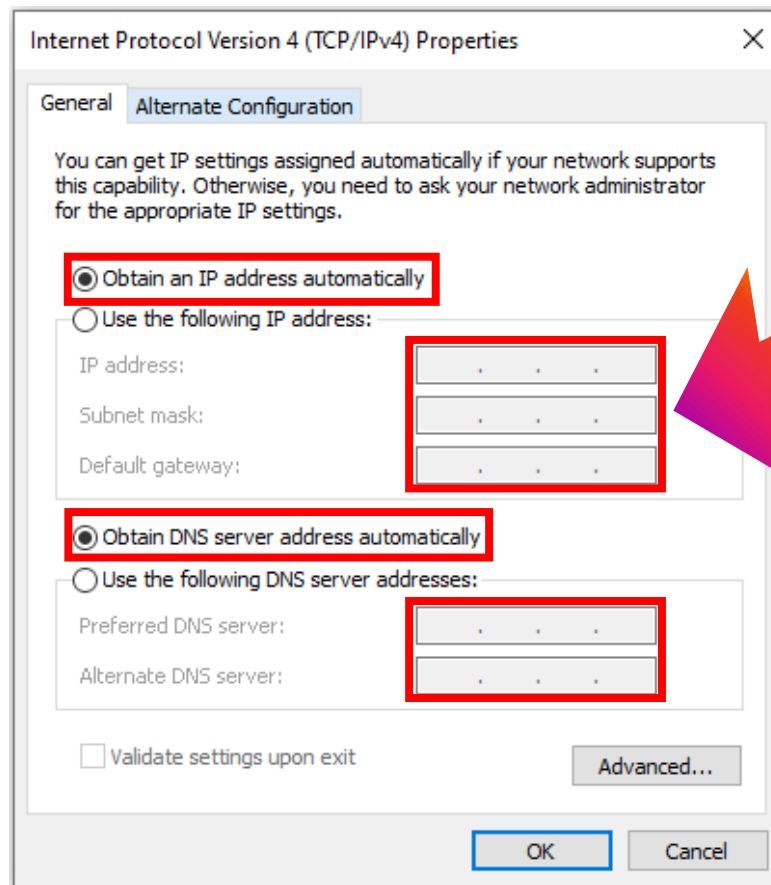 Internet Protocol Version 4 (TCP/IPv4) Properties
General
Alternate Configuration
You can get IP settings assigned automatically if your network supports
this capability. Otherwise, you need to ask your network administrator
for the appropriate IP settings.
Obtain an IP address automatically
Use the following IP address:
IP address:
Subnet mask:
Default gateway:
Obtain DNS server address automatically
Use the following DNS server addresses:
Preferred DNS server:
Alternate DNS server:
Validate settings upon exit
Advanced...
OK
Cancel